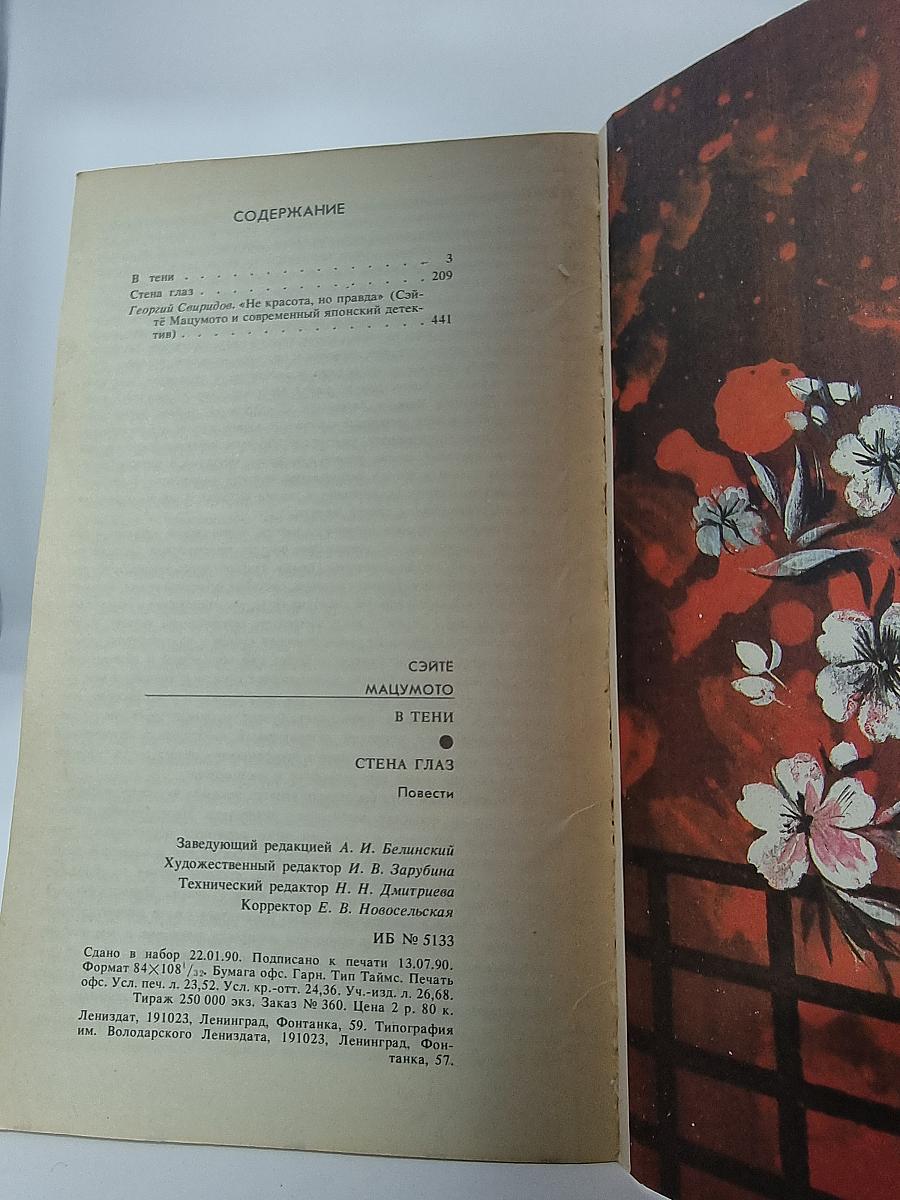 СОДЕРЖАНИЕ
В тени . . . . . . . . . . . . . . . . 3
Стена глаз . . . . . . . . . . . . . . . 209
Георгий Свиридов. «Не красота, но правда» (Сэй-
тё Мацумото и современный японский детек-
тив) . . . . . . . . . . . . . . . . 441
СЭЙТЁ
МАЦУМОТО
В ТЕНИ
●
СТЕНА ГЛАЗ
Повести
Заведующий редакцией А. И. Белинский
Художественный редактор И. В. Зарубина
Технический редактор Н. Н. Дмитриева
Корректор Е. В. Новосельская
ИБ № 5133
Сдано в набор 22.01.90. Подписано к печати 13.07.90.
Формат 84×108¹/₃₂. Бумага офс. Гарн. Тип Таймс. Печать
офс. Усл. печ. л. 23,52. Усл. кр.-отт. 24,36. Уч.-изд. л. 26,68.
Тираж 250 000 экз. Заказ № 360. Цена 2 р. 80 к.
Лениздат, 191023, Ленинград, Фонтанка, 59. Типография
им. Володарского Лениздата, 191023, Ленинград, Фон-
танка, 57.